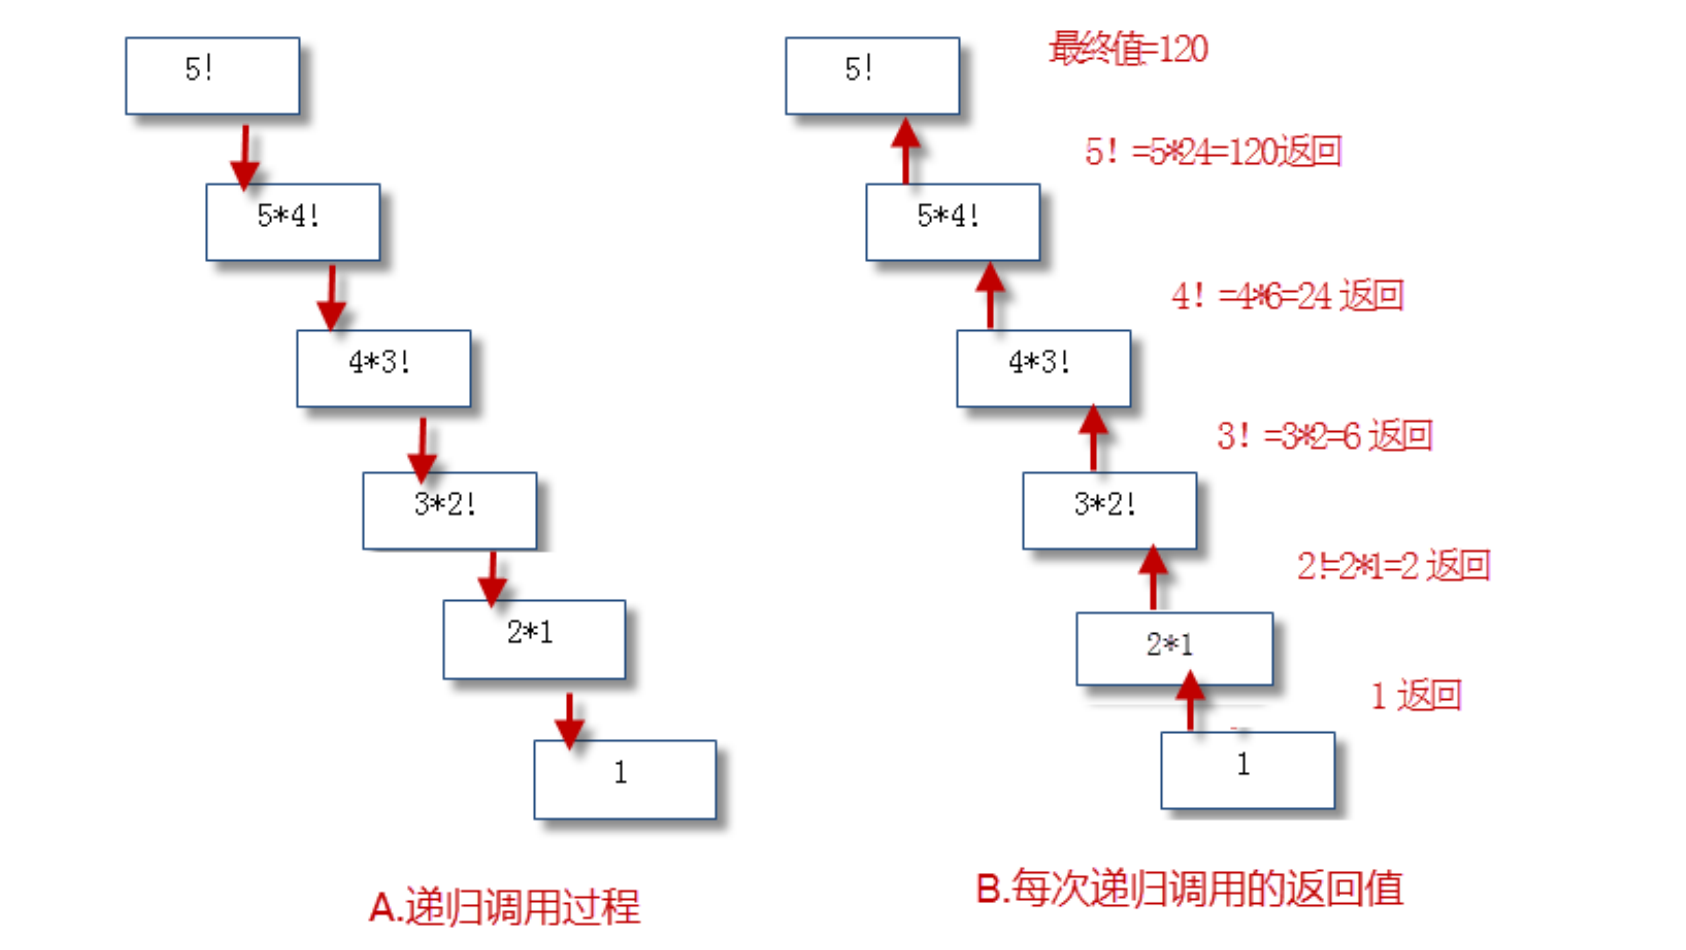 5!
5*4!
4*3!
3*2!
2*1
1
A.递归调用过程
5!
最终值=120
5! =5*24=120返回
5*4!
4! =4*6=24 返回
4*3!
3! =3*2=6 返回
3*2!
2!=2*1=2 返回
2*1
1 返回
1
B.每次递归调用的返回值